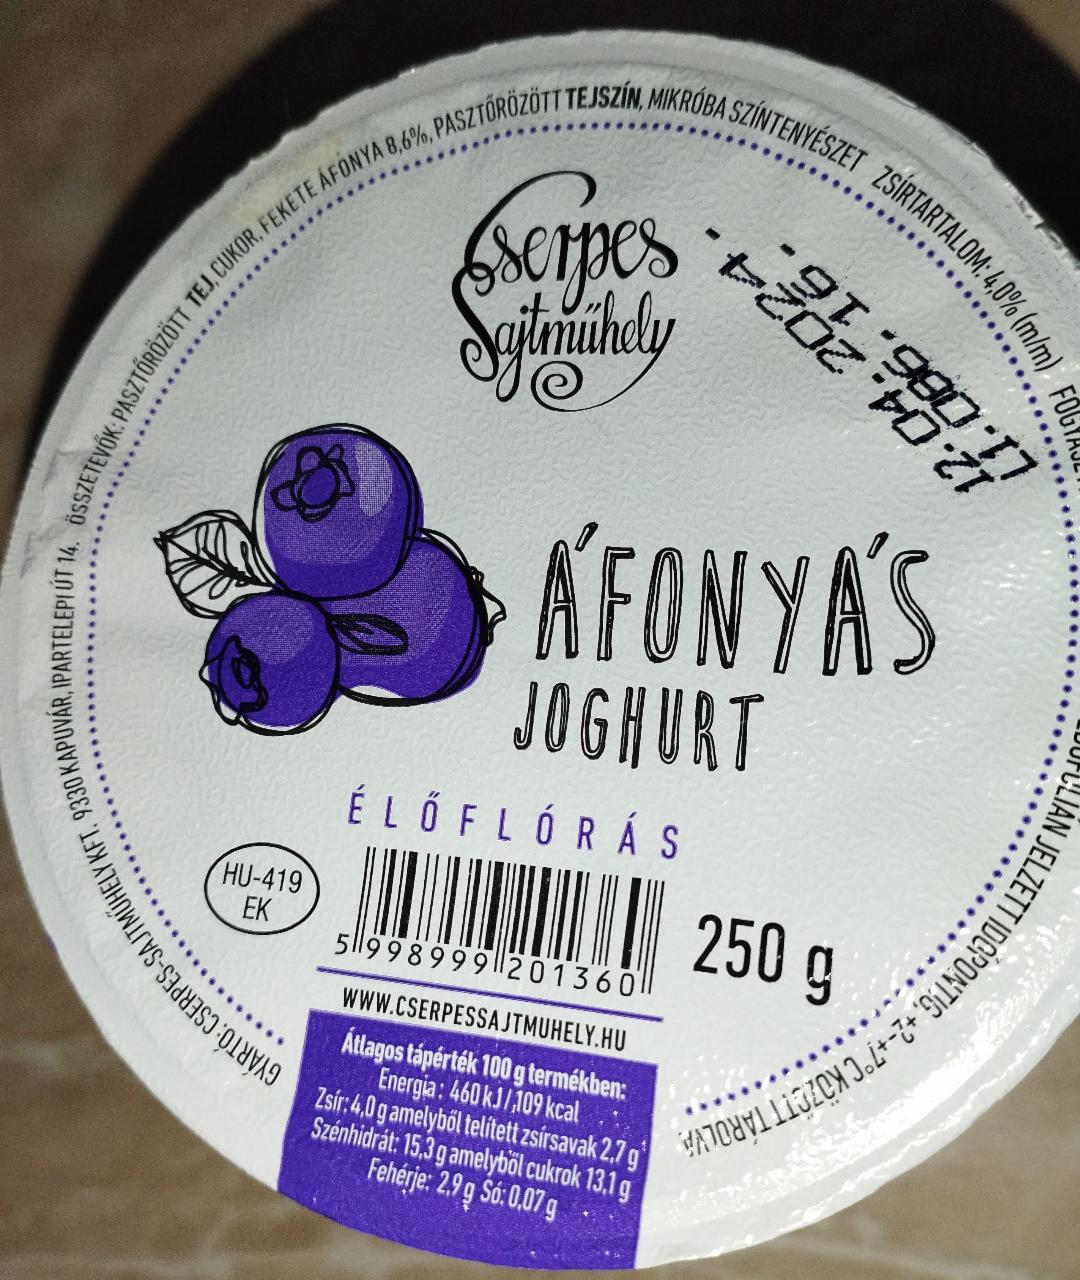 Cserpes
Sajtműhely
12.04.2024.
L1.086.16.
ÁFONYÁS
JOGHURT
ÉLŐFLÓRÁS
HU-419
EK
5 998999 201360
250 g
WWW.CSERPESSAJTMUHELY.HU
Átlagos tápérték 100 g termékben:
Energia: 460 kJ/109 kcal
Zsír: 4,0 g amelyből telített zsírsavak 2,7 g
Szénhidrát: 15,3 g amelyből cukrok 13,1 g
Fehérje: 2,9 g Só: 0,07 g
GYÁRTÓ: CSERPES-SAJTMŰHELY KFT. 9330 KAPUVÁR, IPARTELEPI ÚT 14. ÖSSZETEVŐK: PASZTŐRÖZÖTT TEJ, CUKOR, FEKETE ÁFONYA 8,6%, PASZTŐRÖZÖTT TEJSZÍN, MIKRÓBA SZÍNTENYÉSZET ZSÍRTARTALOM: 4,0% (m/m)
JELZETT IDŐPONTIG, +2-+7°C KÖZÖTT TÁROLVA